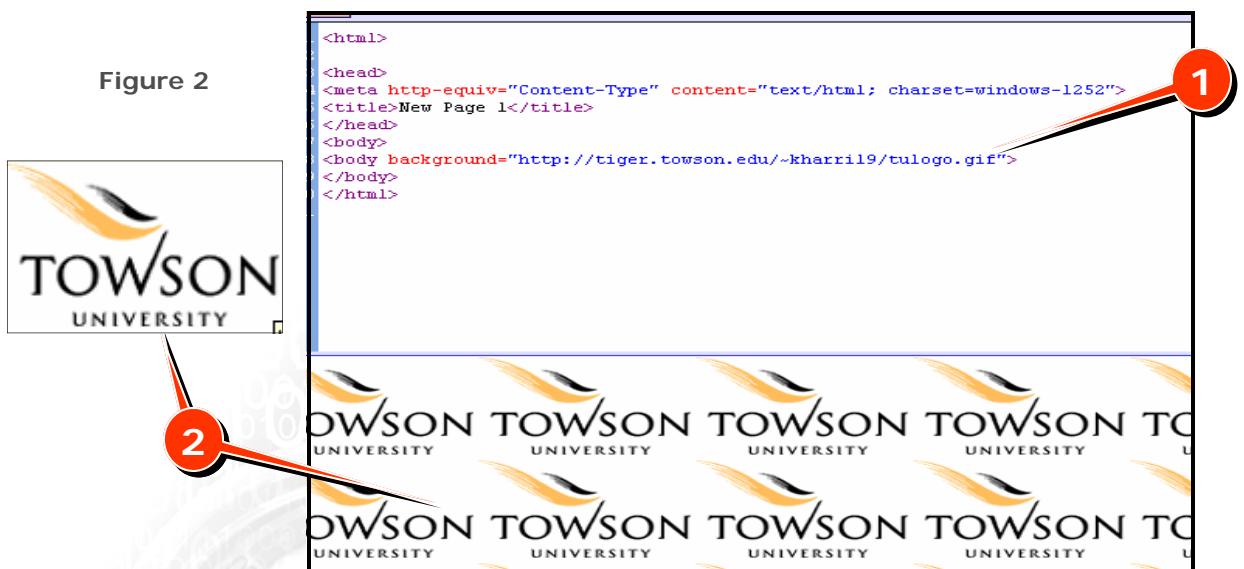 Figure 2
<html>
<head>
<meta http-equiv="Content-Type" content="text/html; charset=windows-1252">
<title>New Page 1</title>
</head>
<body>
<body background="http://tiger.towson.edu/~kharri19/tulogo.gif">
</body>
</html>
1
TOWSON
UNIVERSITY
2
OWSON TOWSON TOWSON TOWSON TO
UNIVERSITY UNIVERSITY UNIVERSITY UNIVERSITY U
OWSON TOWSON TOWSON TOWSON TO
UNIVERSITY UNIVERSITY UNIVERSITY UNIVERSITY U